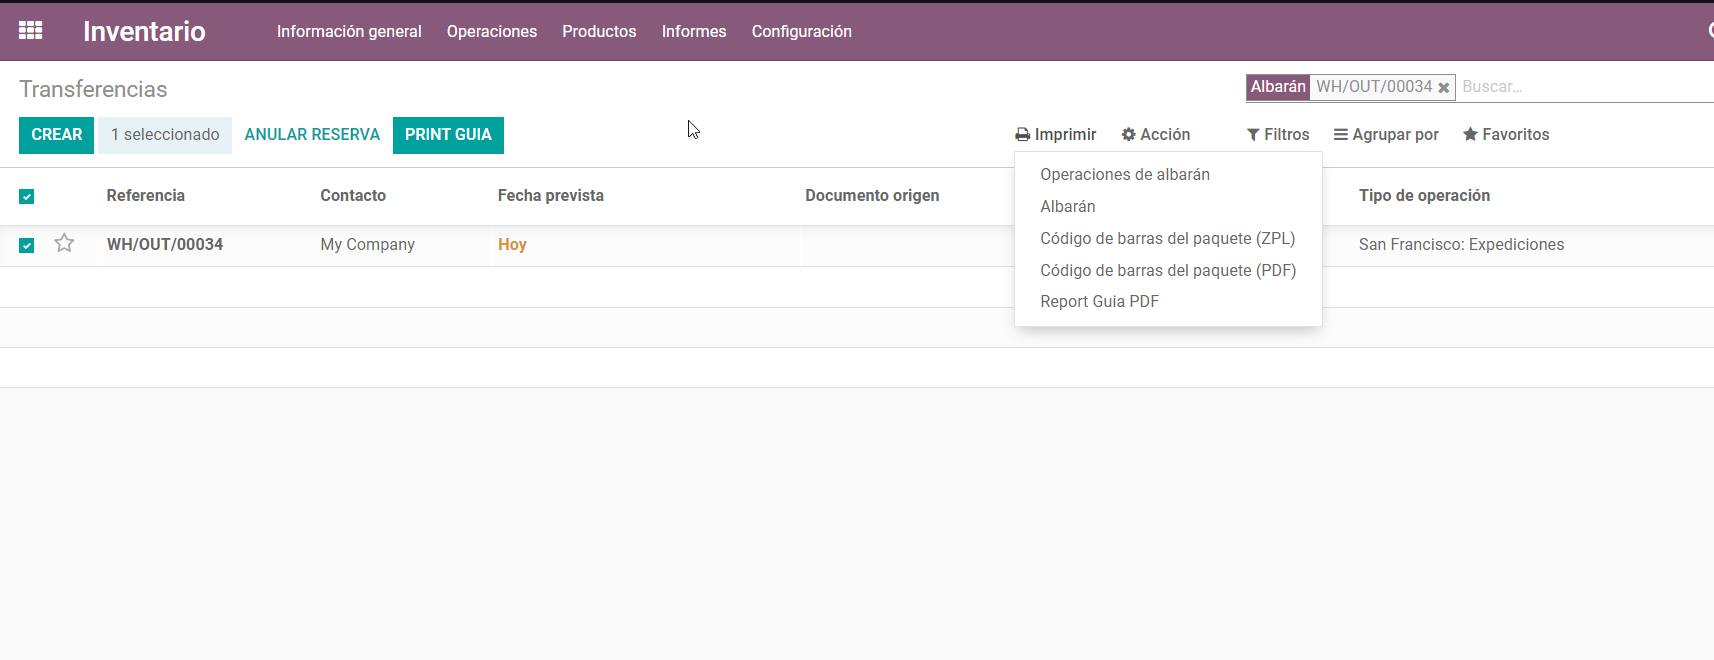 Inventario Información general Operaciones Productos Informes Configuración
Transferencias
Albarán WH/OUT/00034 Buscar...
CREAR 1 seleccionado ANULAR RESERVA PRINT GUIA Imprimir Acción Filtros Agrupar por Favoritos
Operaciones de albarán
Albarán
Código de barras del paquete (ZPL)
Código de barras del paquete (PDF)
Report Guia PDF
Referencia Contacto Fecha prevista Documento origen Tipo de operación
WH/OUT/00034 My Company Hoy San Francisco: Expediciones